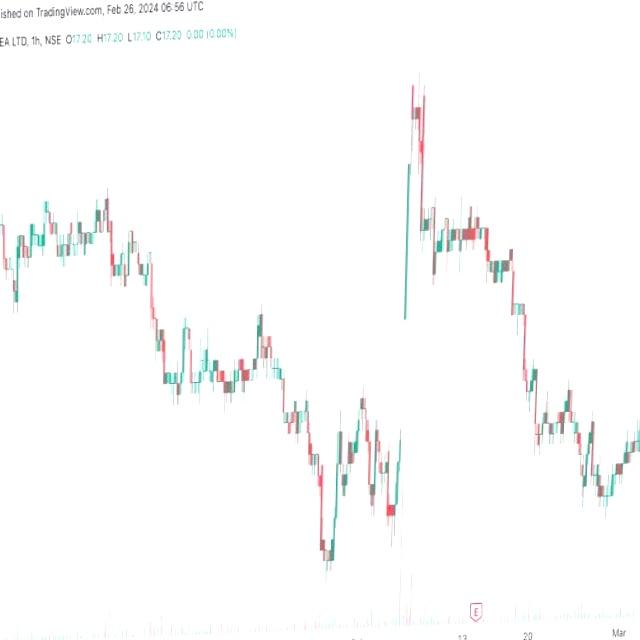 ished on TradingView.com, Feb 26, 2024 06:56 UTC
EA LTD, 1h, NSE O17.20 H17.20 L17.10 C17.20 0.00 (0.00%)
E
13 20 Mar